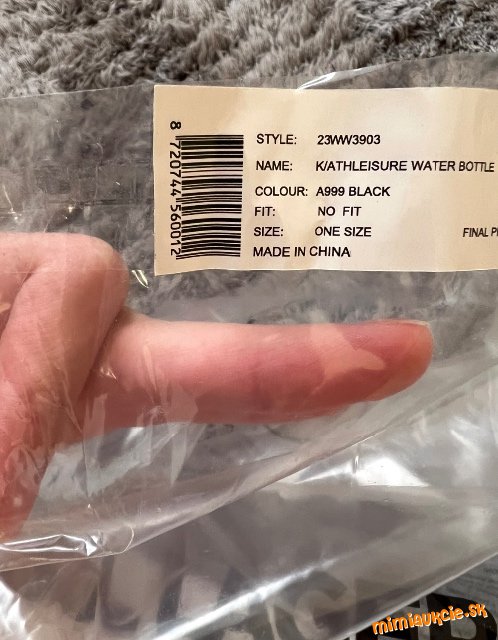 8 720744 560012
STYLE: 23WW3903
NAME: K/ATHLEISURE WATER BOTTLE
COLOUR: A999 BLACK
FIT: NO FIT
SIZE: ONE SIZE
FINAL
MADE IN CHINA
mimiaukcie.sk